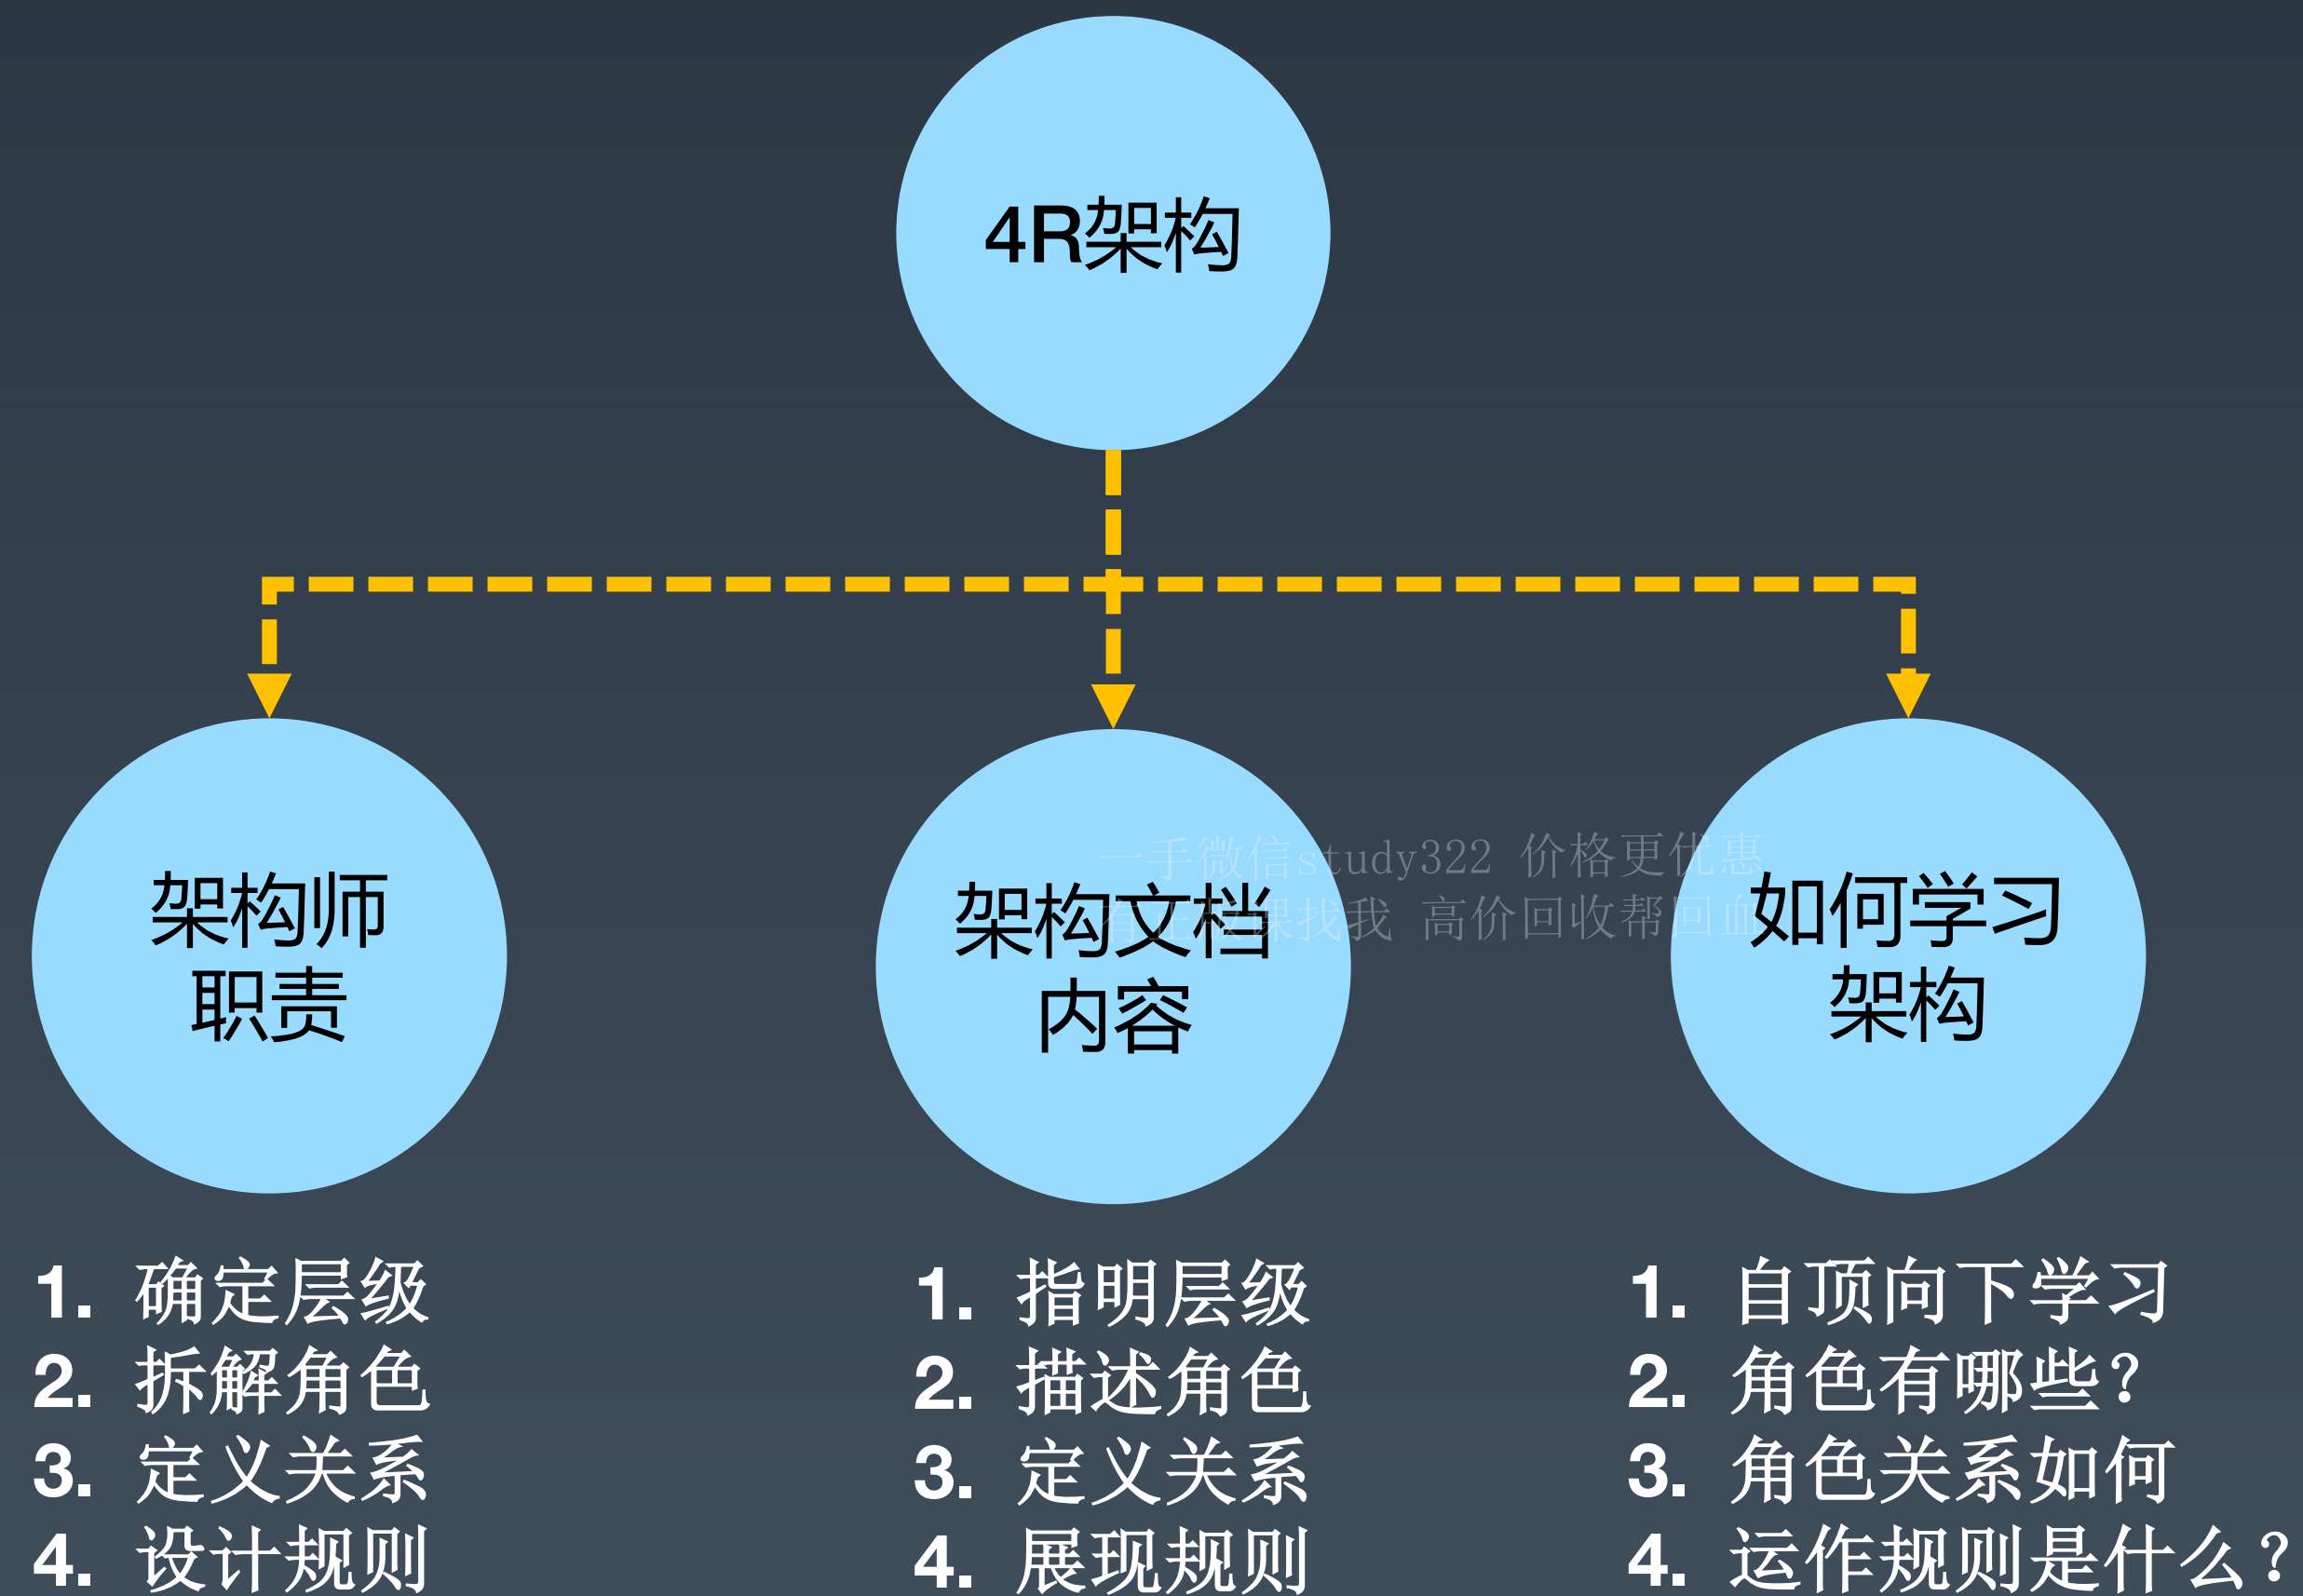 4R架构
架构师
职责
架构文档
内容
如何学习
架构
一手微信study322 价格更优惠
有正版课找我 高价回收帮回血
1. 确定层级
2. 拆解角色
3. 定义关系
4. 设计规则
1. 指明层级
2. 描述角色
3. 定义关系
4. 展现规则
1. 自顶向下学习
2. 角色有哪些？
3. 角色关系如何
4. 运作规则是什么？